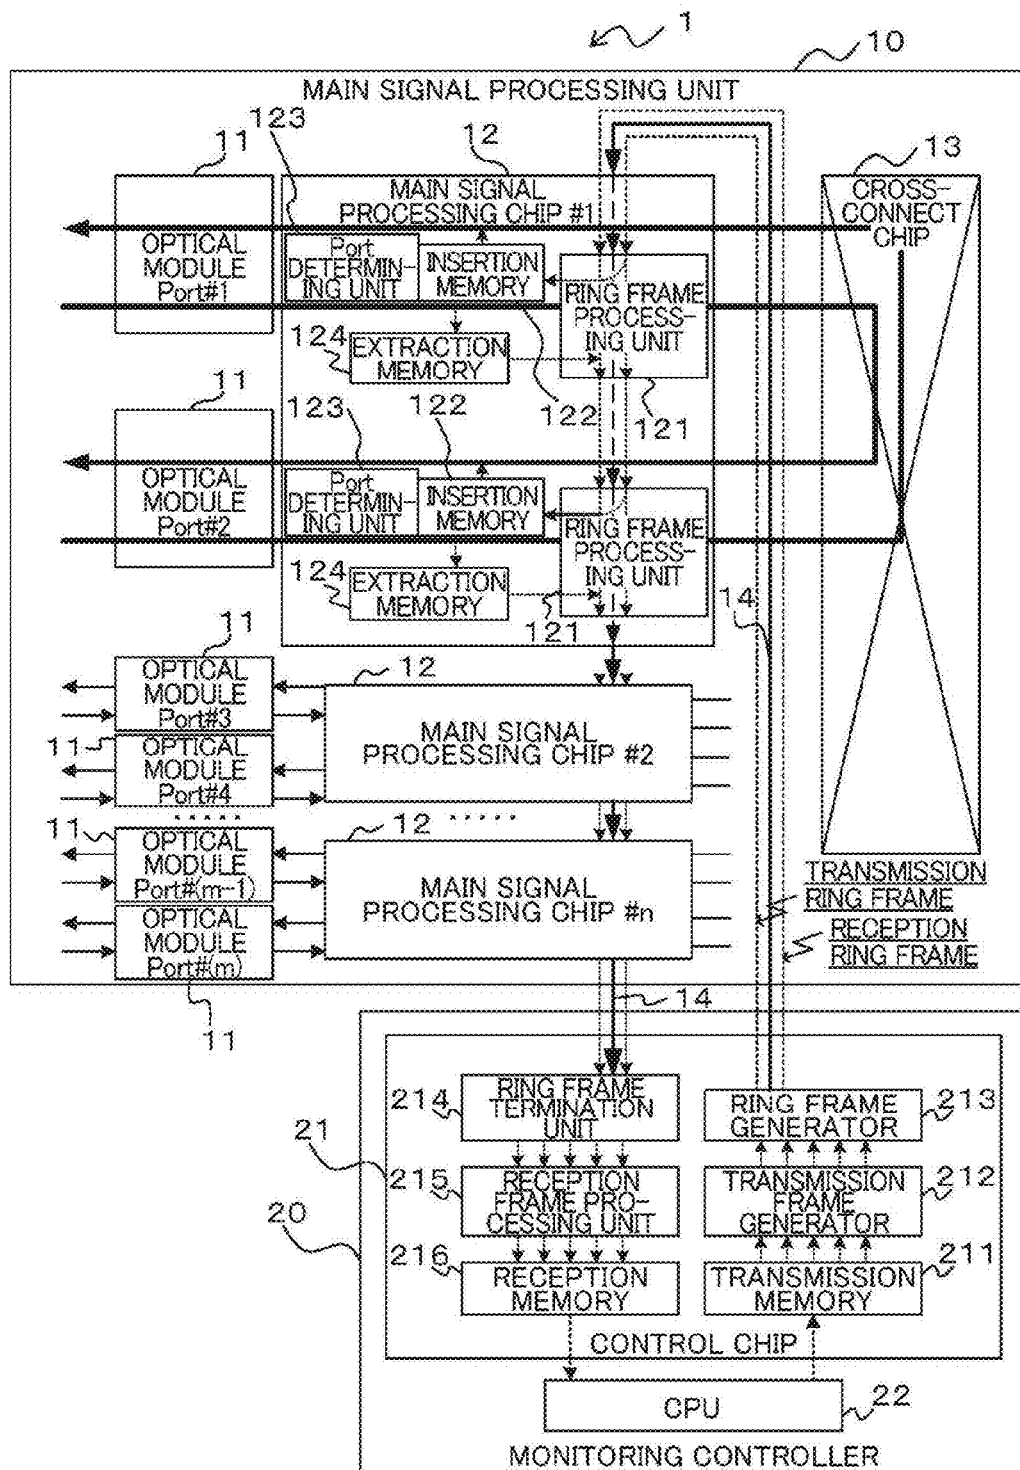 1
10
MAIN SIGNAL PROCESSING UNIT
123
11
12
13
MAIN SIGNAL
PROCESSING CHIP #1
CROSS-
CONNECT
CHIP
OPTICAL
MODULE
Port#1
Port
DETERMIN-
ING UNIT
INSERTION
MEMORY
RING FRAME
PROCESS-
ING UNIT
124
EXTRACTION
MEMORY
11
123
122
122
121
OPTICAL
MODULE
Port#2
Port
DETERMIN-
ING UNIT
INSERTION
MEMORY
RING FRAME
PROCESS-
ING UNIT
124
EXTRACTION
MEMORY
121
14
11
12
OPTICAL
MODULE
Port#3
MAIN SIGNAL
PROCESSING CHIP #2
11
OPTICAL
MODULE
Port#4
.....
.....
11
12
OPTICAL
MODULE
Port#(m-1)
MAIN SIGNAL
PROCESSING CHIP #n
TRANSMISSION
RING FRAME
RECEPTION
RING FRAME
OPTICAL
MODULE
Port#(m)
11
14
214
RING FRAME
TERMINATION
UNIT
RING FRAME
GENERATOR
213
21
215
RECEPTION
FRAME PRO-
CESSING UNIT
TRANSMISSION
FRAME
GENERATOR
212
20
216
RECEPTION
MEMORY
TRANSMISSION
MEMORY
211
CONTROL CHIP
CPU
22
MONITORING CONTROLLER